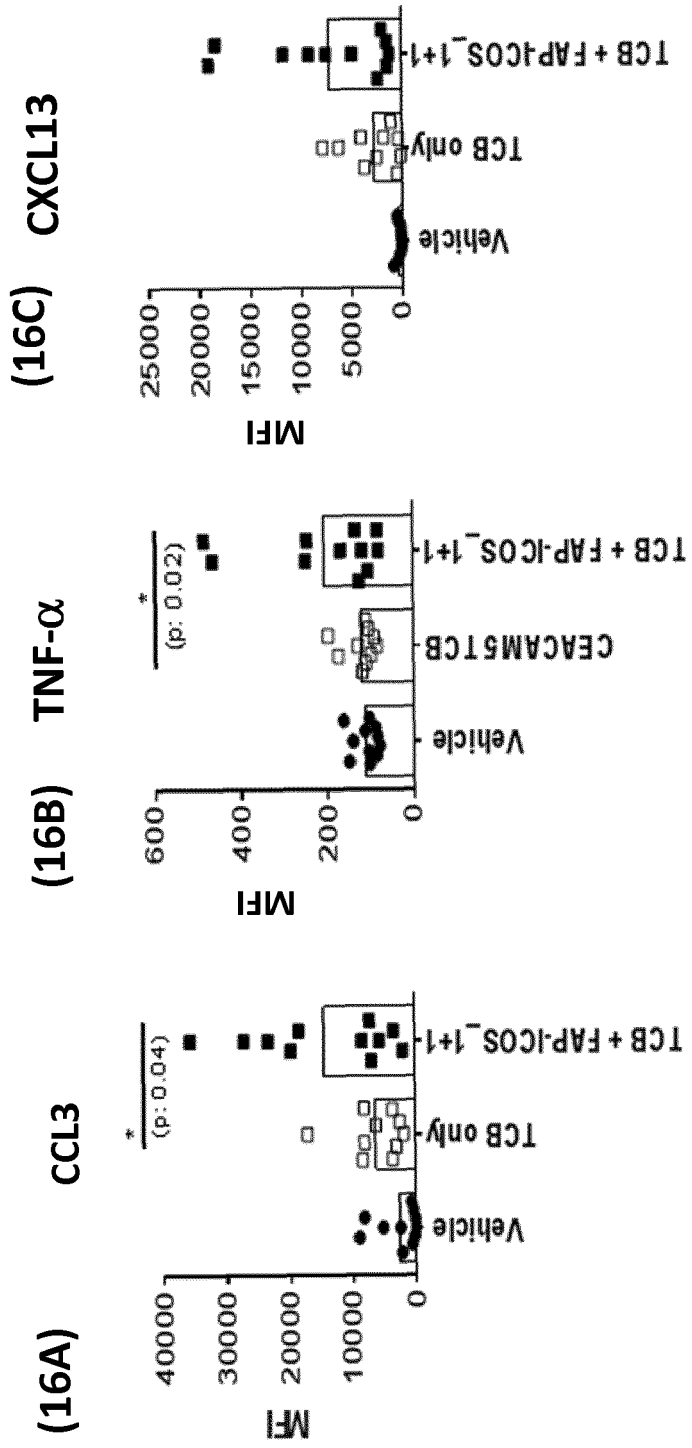 (16A)
CCL3
*
(p: 0.04)
MFI
40000
30000
20000
10000
0
Vehicle
TCB only
TCB + FAP-ICOS_1+1
(16B)
TNF-α
*
(p: 0.02)
MFI
600
400
200
0
Vehicle
CEACAM5 TCB
TCB + FAP-ICOS_1+1
(16C)
CXCL13
MFI
25000
20000
15000
10000
5000
0
Vehicle
TCB only
TCB + FAP-ICOS_1+1